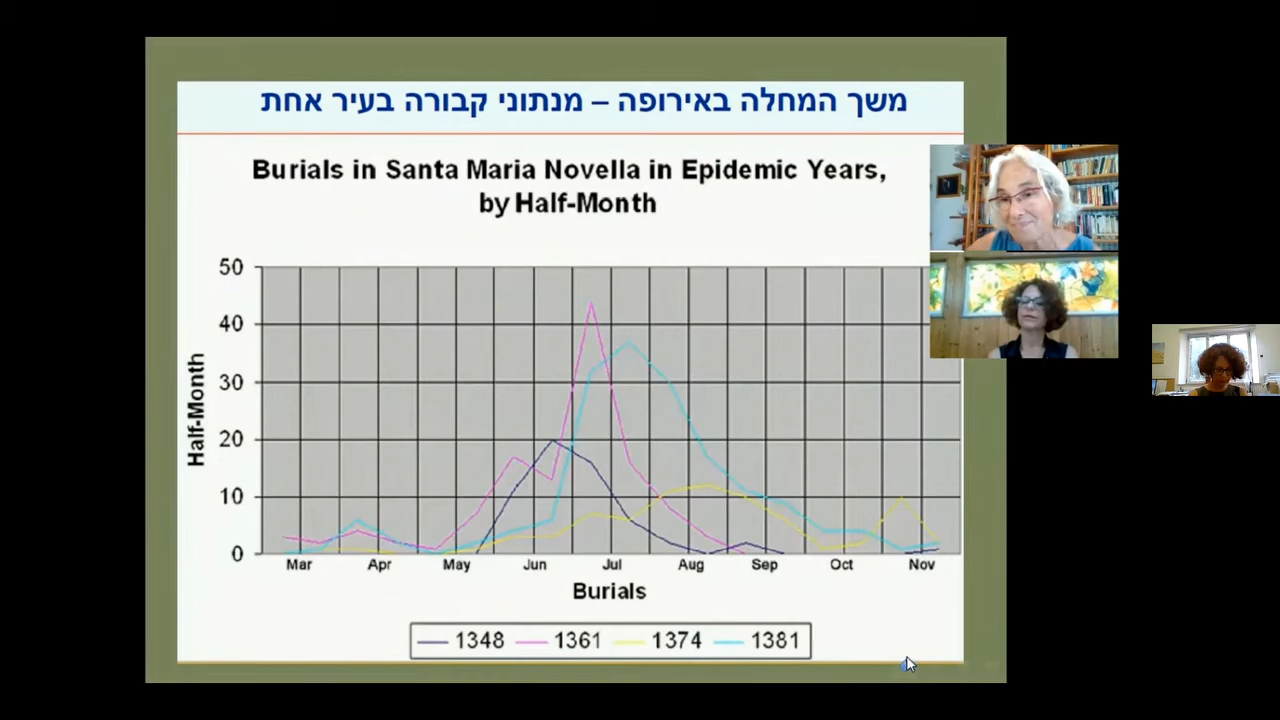 משך המחלה באירופה – מנתוני קבורה בעיר אחת
Burials in Santa Maria Novella in Epidemic Years,
by Half-Month
50
40
30
20
10
0
Half-Month
Mar Apr May Jun Jul Aug Sep Oct Nov
Burials
1348 1361 1374 1381